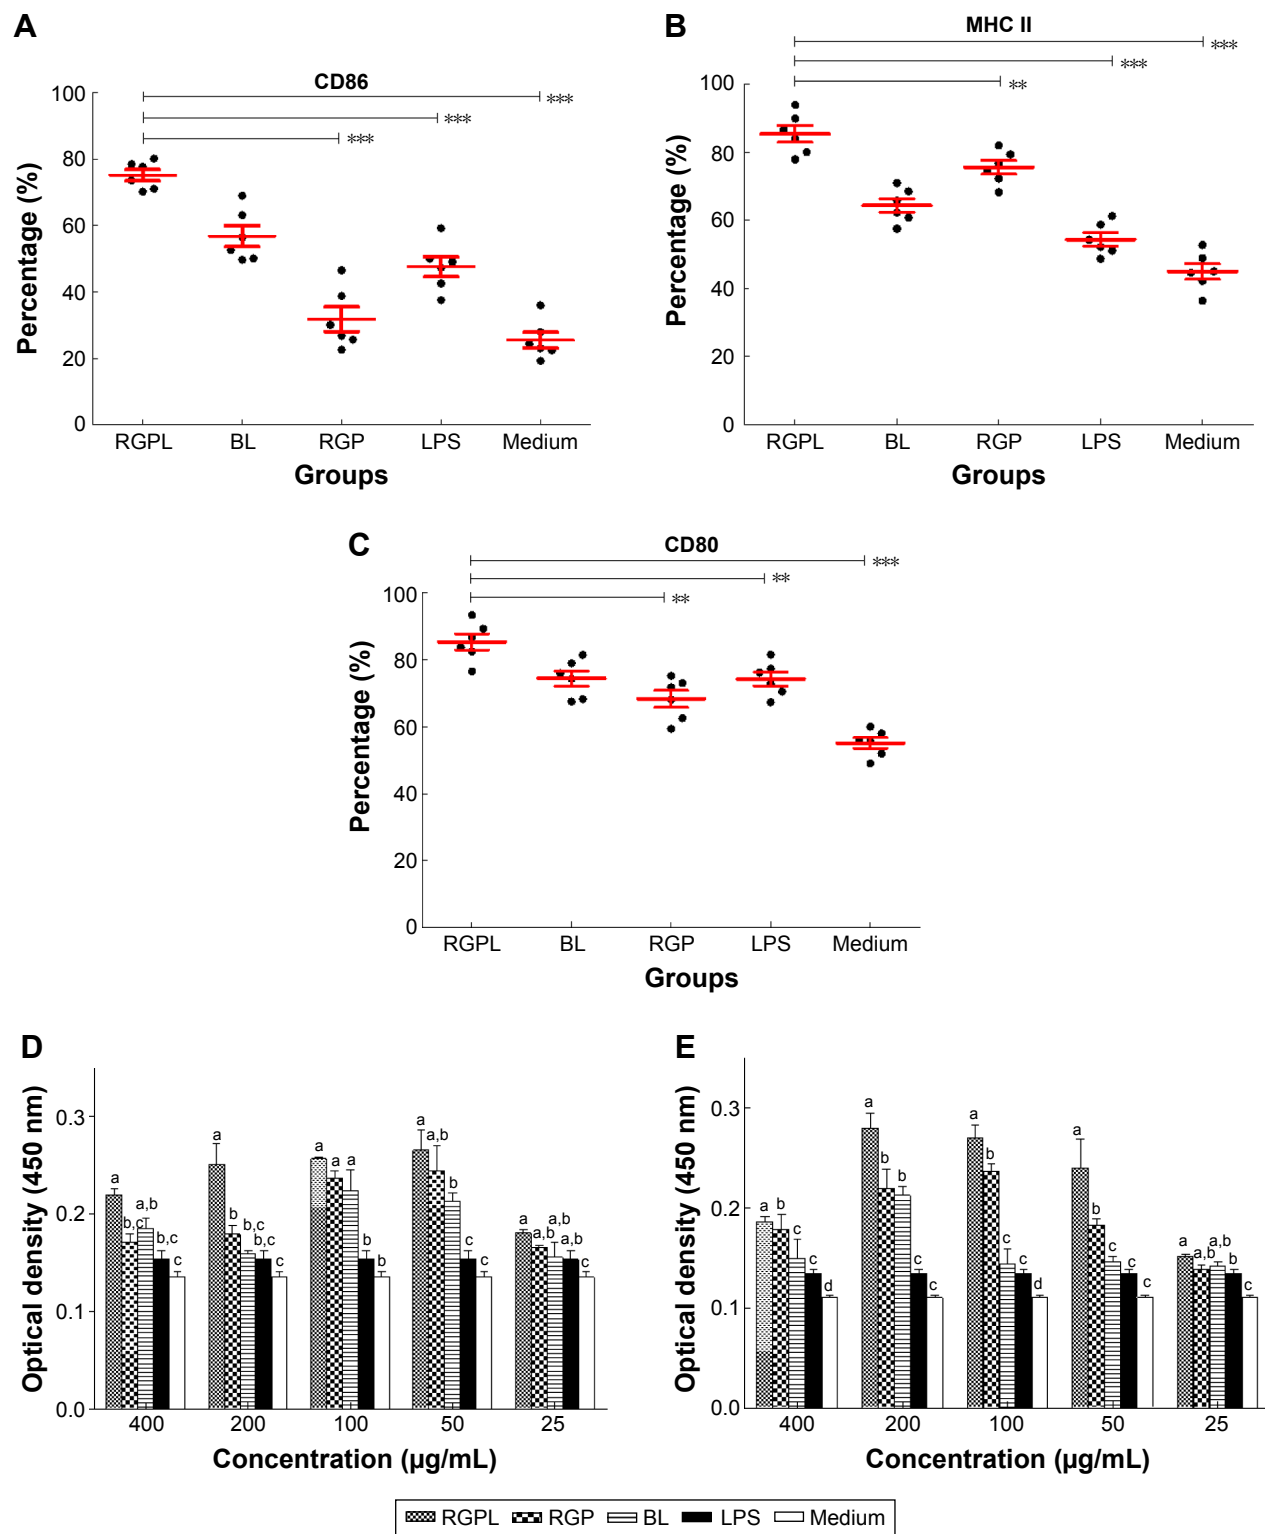 A
CD86
***
***
***
Percentage (%)
100
80
60
40
20
0
RGPL BL RGP LPS Medium
Groups
B
MHC II
***
***
**
Percentage (%)
100
80
60
40
20
0
RGPL BL RGP LPS Medium
Groups
C
CD80
***
**
**
Percentage (%)
100
80
60
40
20
0
RGPL BL RGP LPS Medium
Groups
D
Optical density (450 nm)
0.3
0.2
0.1
0.0
a b,c a,b b,c c
a b b,c b,c c
a a a b b
a a,b b c c
a a,b a,b a,b c
400 200 100 50 25
Concentration (µg/mL)
E
Optical density (450 nm)
0.3
0.2
0.1
0.0
a b c c d
a b b c c
a b c c d
a b c c c
a a,b a,b b c
400 200 100 50 25
Concentration (µg/mL)
RGPL RGP BL LPS Medium